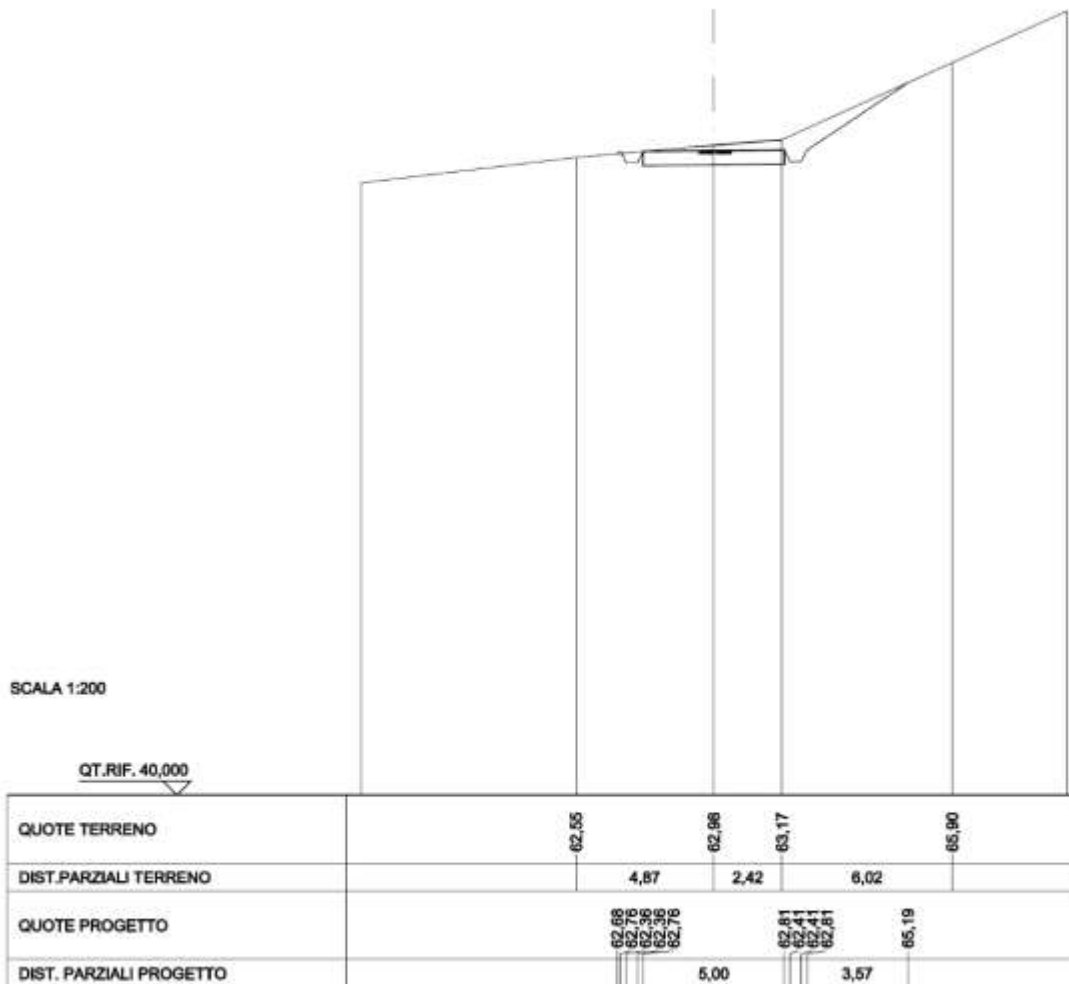 SCALA 1:200
QT.RIF. 40,000
QUOTE TERRENO 62,55 62,98 63,17 65,90
DIST.PARZIALI TERRENO 4,87 2,42 6,02
QUOTE PROGETTO 62,68 62,76 62,36 62,36 62,76 62,81 62,41 62,41 62,81 65,19
DIST. PARZIALI PROGETTO 5,00 3,57